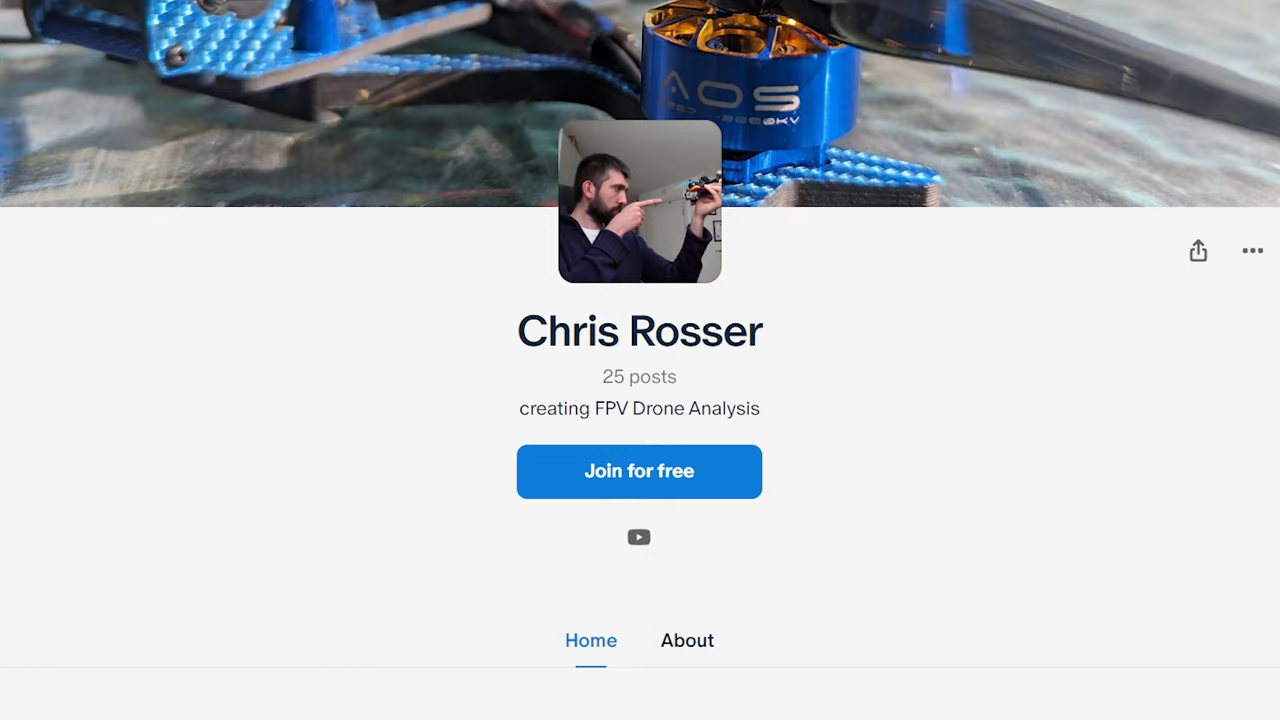 AOS
Chris Rosser
25 posts
creating FPV Drone Analysis
Join for free
Home
About